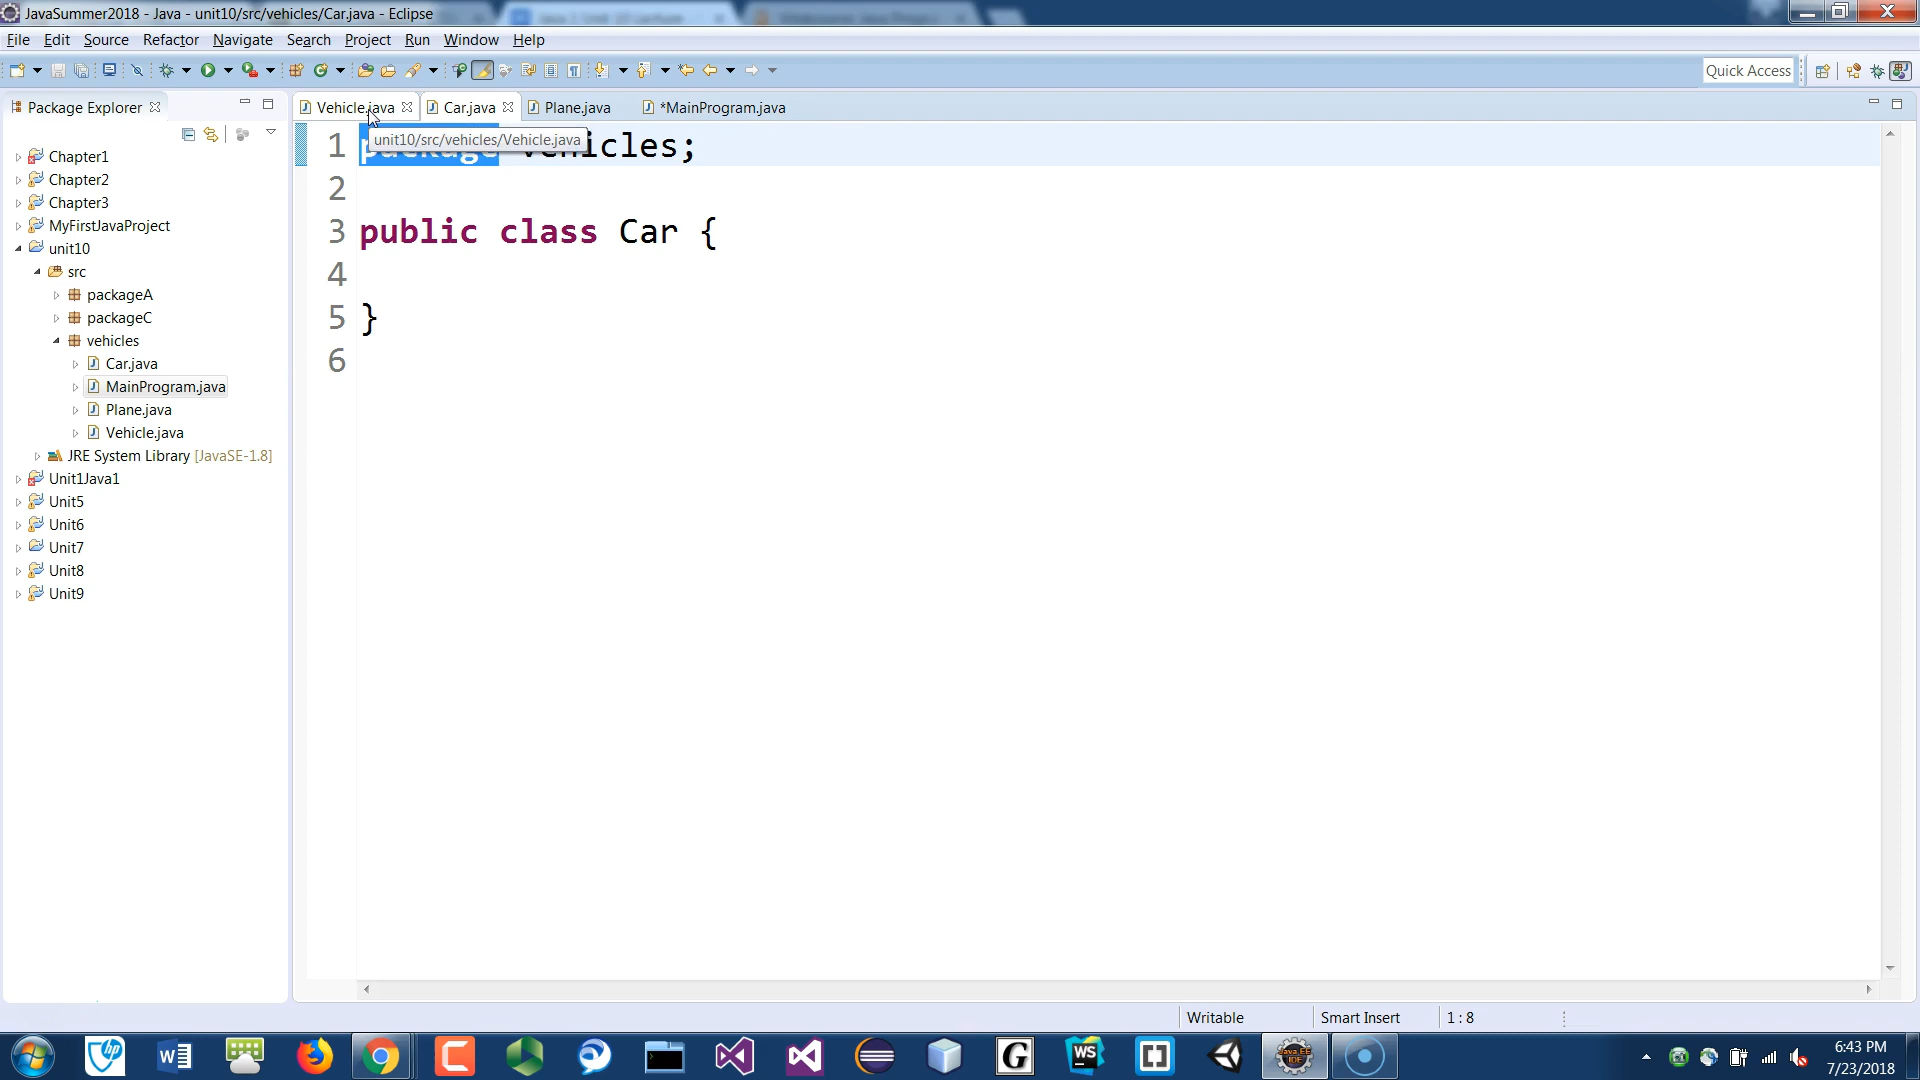 JavaSummer2018 - Java - unit10/src/vehicles/Car.java - Eclipse
File Edit Source Refactor Navigate Search Project Run Window Help
Quick Access
Package Explorer
Vehicle.java
Car.java
Plane.java
*MainProgram.java
unit10/src/vehicles/Vehicle.java
1 package vehicles;
2
3 public class Car {
4
5 }
6
Chapter1
Chapter2
Chapter3
MyFirstJavaProject
unit10
src
packageA
packageC
vehicles
Car.java
MainProgram.java
Plane.java
Vehicle.java
JRE System Library [JavaSE-1.8]
Unit1Java1
Unit5
Unit6
Unit7
Unit8
Unit9
Writable
Smart Insert
1 : 8
6:43 PM
7/23/2018